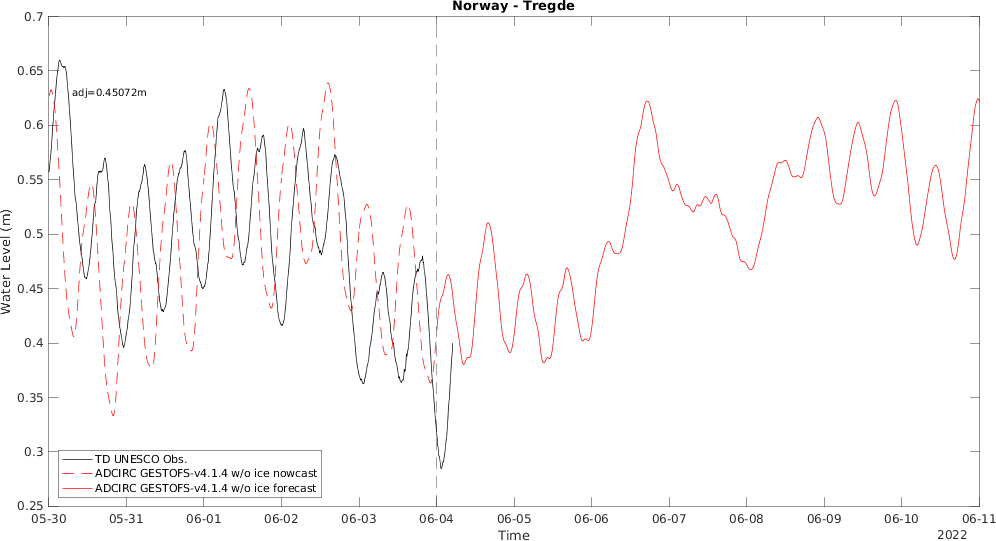 Norway - Tregde
0.7
0.65
0.6
0.55
0.5
0.45
0.4
0.35
0.3
0.25
Water Level (m)
adj=0.45072m
TD UNESCO Obs.
ADCIRC GESTOFS-v4.1.4 w/o ice nowcast
ADCIRC GESTOFS-v4.1.4 w/o ice forecast
05-30 05-31 06-01 06-02 06-03 06-04 06-05 06-06 06-07 06-08 06-09 06-10 06-11
Time
2022